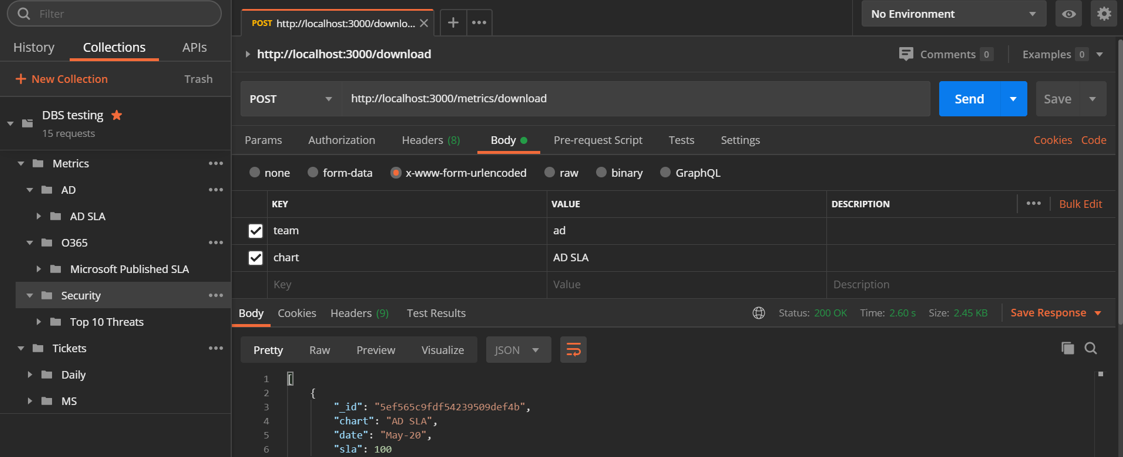 Filter
History Collections APIs
+ New Collection Trash
DBS testing
15 requests
Metrics
AD
AD SLA
O365
Microsoft Published SLA
Security
Top 10 Threats
Tickets
Daily
MS
POST http://localhost:3000/downlo...
No Environment
http://localhost:3000/download
Comments 0 Examples 0
POST http://localhost:3000/metrics/download Send Save
Params Authorization Headers (8) Body Pre-request Script Tests Settings Cookies Code
none form-data x-www-form-urlencoded raw binary GraphQL
KEY VALUE DESCRIPTION Bulk Edit
team ad
chart AD SLA
Key Value Description
Body Cookies Headers (9) Test Results Status: 200 OK Time: 2.60 s Size: 2.45 KB Save Response
Pretty Raw Preview Visualize JSON
1 [
2 {
3 "_id": "5ef565c9fdf54239509def4b",
4 "chart": "AD SLA",
5 "date": "May-20",
6 "sla": 100